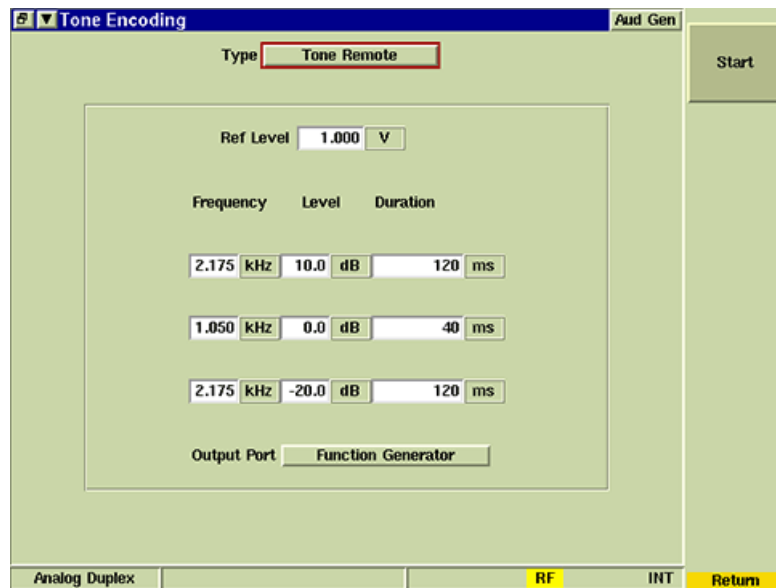 Tone Encoding Aud Gen
Type Tone Remote
Start
Ref Level 1.000 V
Frequency Level Duration
2.175 kHz 10.0 dB 120 ms
1.050 kHz 0.0 dB 40 ms
2.175 kHz -20.0 dB 120 ms
Output Port Function Generator
Analog Duplex RF INT Return